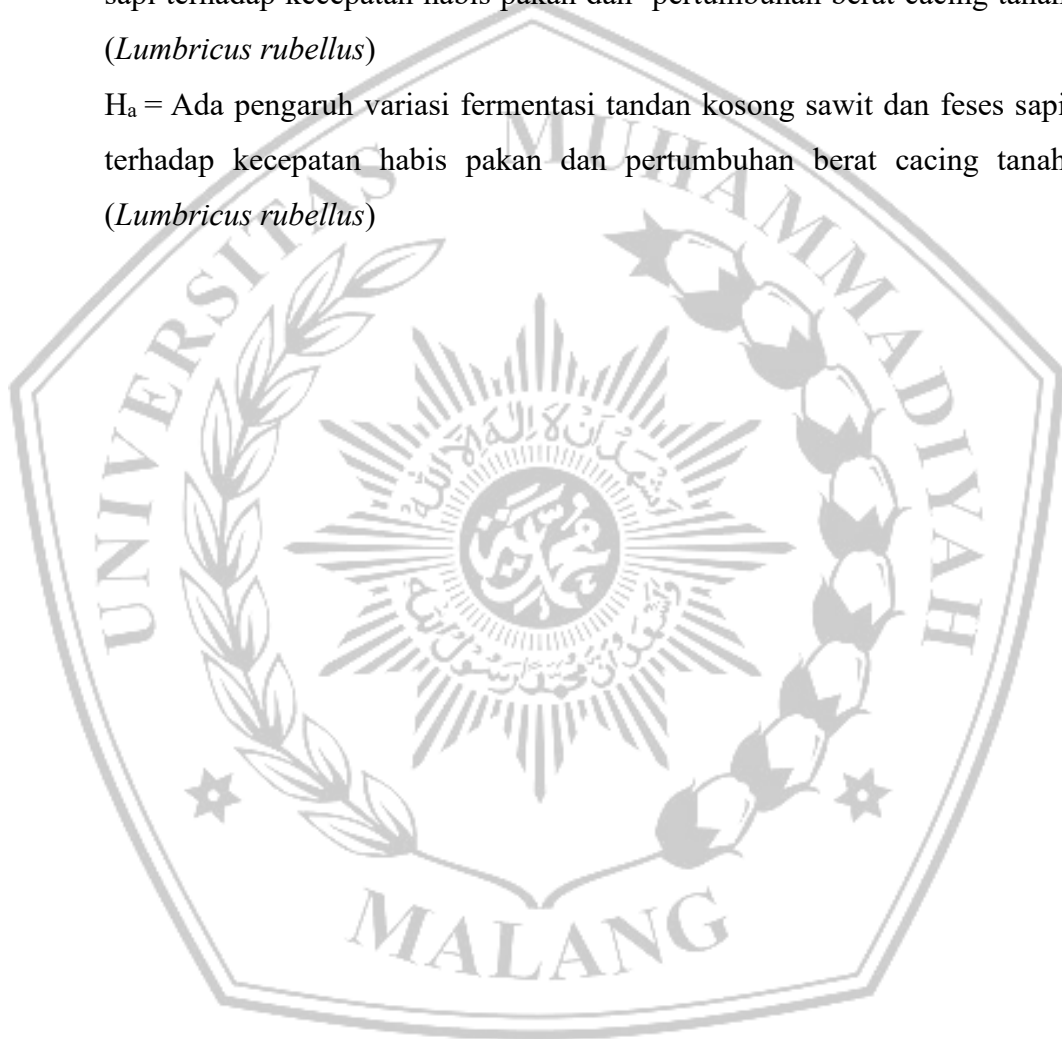 sapi terhadap kecepatan habis pakan dan pertumbuhan berat cacing tanah
(Lumbricus rubellus)
Hₐ = Ada pengaruh variasi fermentasi tandan kosong sawit dan feses sapi
terhadap kecepatan habis pakan dan pertumbuhan berat cacing tanah
(Lumbricus rubellus)
UNIVERSITAS MUHAMMADIYAH
MALANG